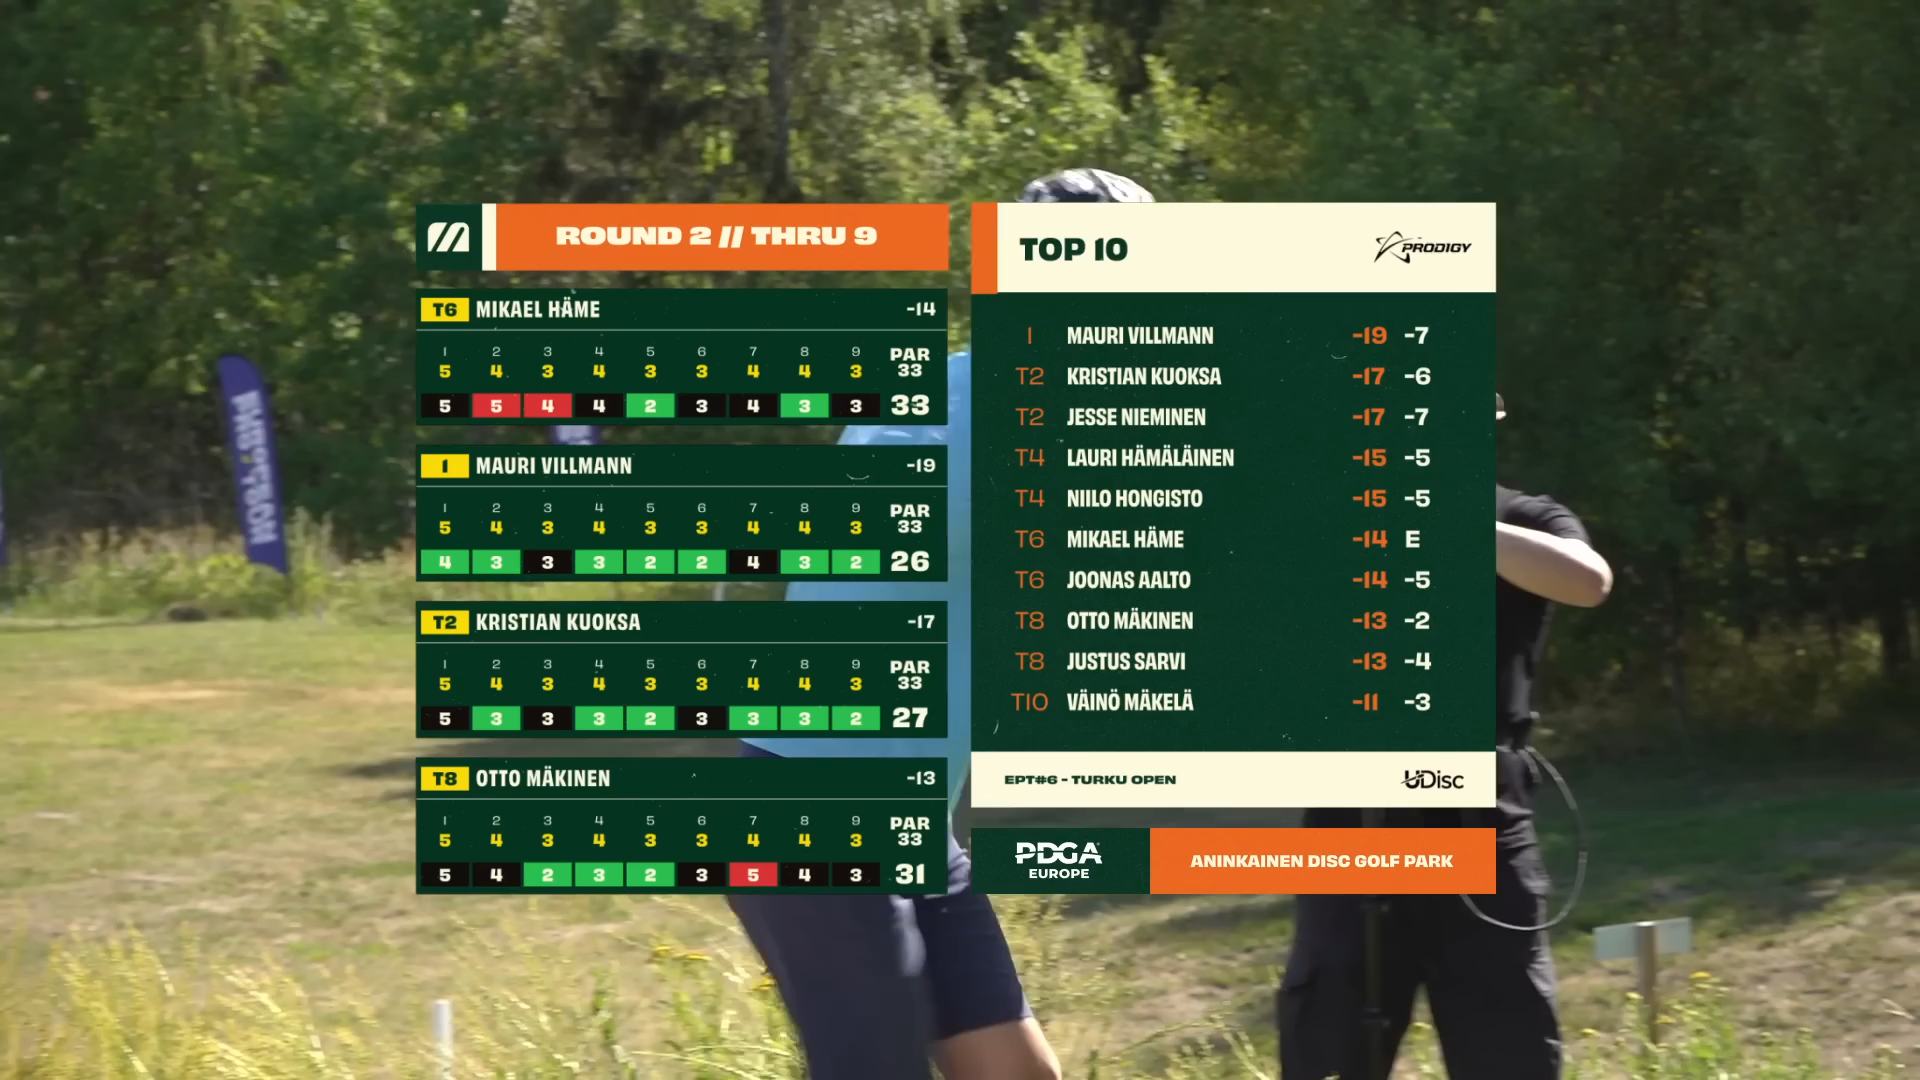 ROUND 2 // THRU 9
T6 MIKAEL HÄME -14
1 2 3 4 5 6 7 8 9 PAR
5 4 3 4 3 3 4 4 3 33
5 5 4 4 2 3 4 3 3 33
1 MAURI VILLMANN -19
1 2 3 4 5 6 7 8 9 PAR
5 4 3 4 3 3 4 4 3 33
4 3 3 3 2 2 4 3 2 26
T2 KRISTIAN KUOKSA -17
1 2 3 4 5 6 7 8 9 PAR
5 4 3 4 3 3 4 4 3 33
5 3 3 3 2 3 3 3 2 27
T8 OTTO MÄKINEN -13
1 2 3 4 5 6 7 8 9 PAR
5 4 3 4 3 3 4 4 3 33
5 4 2 3 2 3 5 4 3 31
TOP 10 PRODIGY
1 MAURI VILLMANN -19 -7
T2 KRISTIAN KUOKSA -17 -6
T2 JESSE NIEMINEN -17 -7
T4 LAURI HÄMÄLÄINEN -15 -5
T4 NIILO HONGISTO -15 -5
T6 MIKAEL HÄME -14 E
T6 JOONAS AALTO -14 -5
T8 OTTO MÄKINEN -13 -2
T8 JUSTUS SARVI -13 -4
T10 VÄINÖ MÄKELÄ -11 -3
EPT#6 - TURKU OPEN UDisc
PDGA
EUROPE
ANINKAINEN DISC GOLF PARK